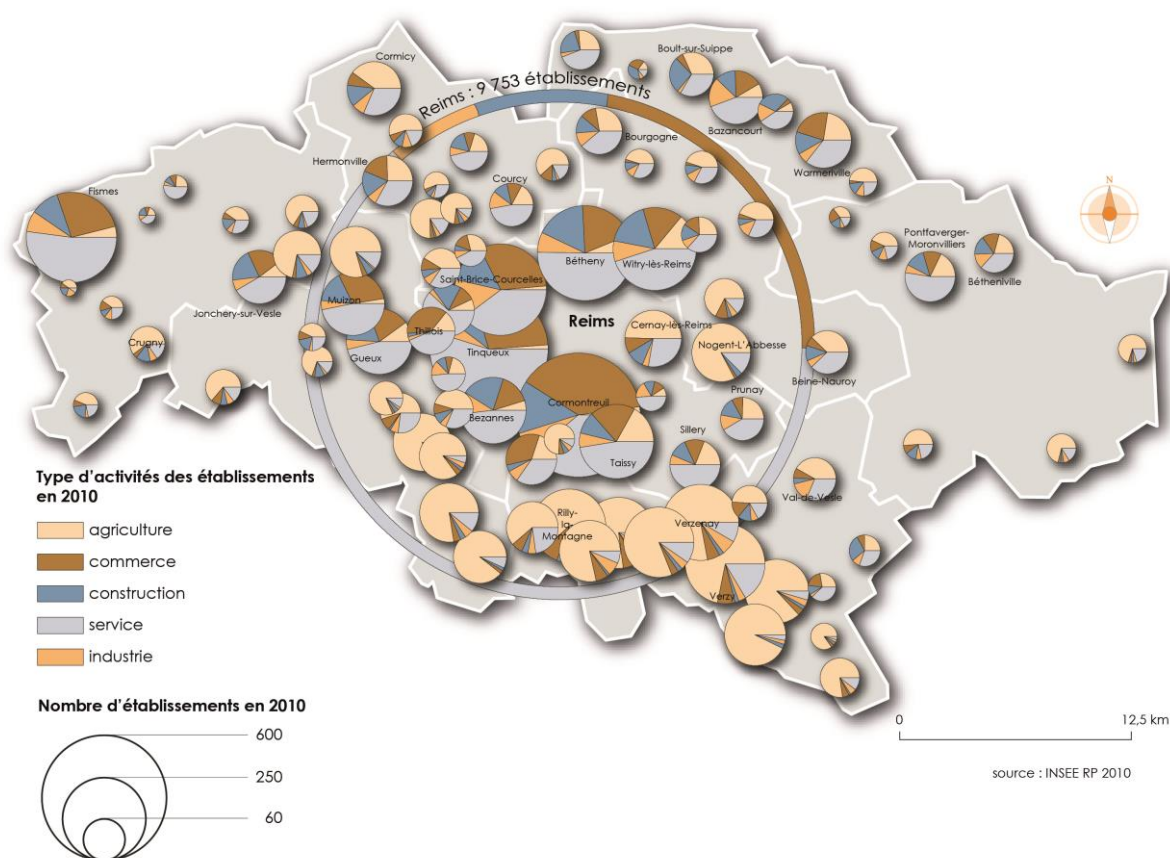 Cormicy
Boult-sur-Suippe
Reims : 9 753 établissements
Bazancourt
Bourgogne
Warmeriville
Hermonville
Courcy
Fismes
Pontfaverger-
Moronvilliers
Bétheny
Witry-lès-Reims
Bétheniville
Saint-Brice-Courcelles
Jonchery-sur-Vesle
Muizon
Reims
Cernay-lès-Reims
Thillois
Nogent-L'Abbesse
Crugny
Gueux
Tinqueux
Beine-Nauroy
Prunay
Cormontreuil
Bezannes
Sillery
Taissy
Val-de-Vesle
Rilly-
la-
Montagne
Verzenay
Verzy
N
Type d'activités des établissements
en 2010
agriculture
commerce
construction
service
industrie
Nombre d'établissements en 2010
600
250
60
0
12,5 km
source : INSEE RP 2010